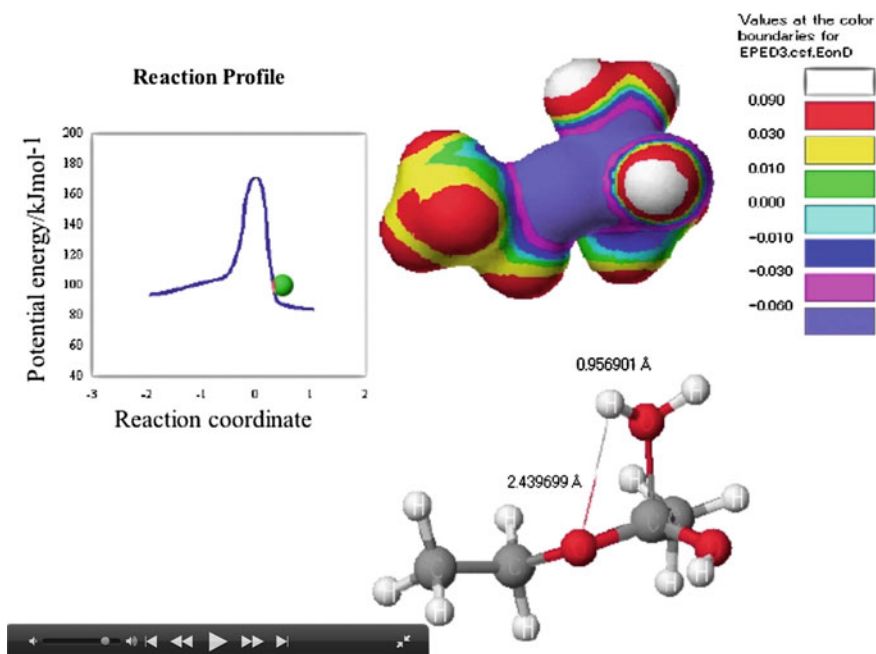 Reaction Profile
Potential energy/kJmol-1
200
180
160
140
120
100
80
60
40
-3
-2
-1
0
1
2
Reaction coordinate
Values at the color
boundaries for
EPED3.esf.EonD
0.090
0.030
0.010
0.000
-0.010
-0.030
-0.060
0.956901 Å
2.439699 Å
H
H
H
H
H
H
H
H
H
H
H